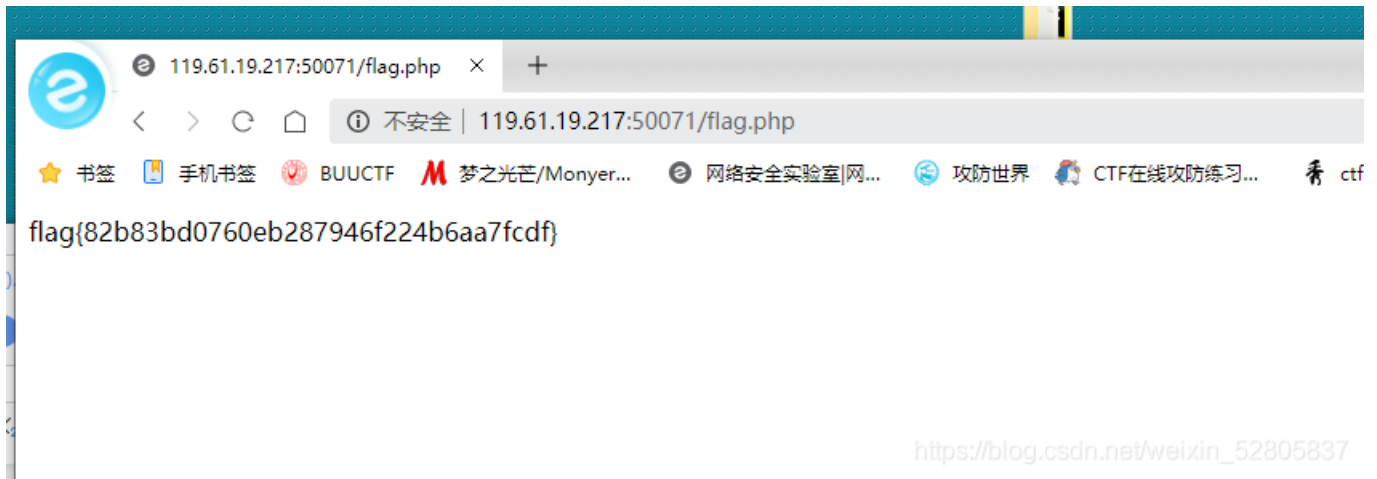 119.61.19.217:50071/flag.php
不安全 119.61.19.217:50071/flag.php
书签 手机书签 BUUCTF 梦之光芒/Monyer... 网络安全实验室|网... 攻防世界 CTF在线攻防练习... ctf
flag{82b83bd0760eb287946f224b6aa7fcdf}
https://blog.csdn.net/weixin_52805837